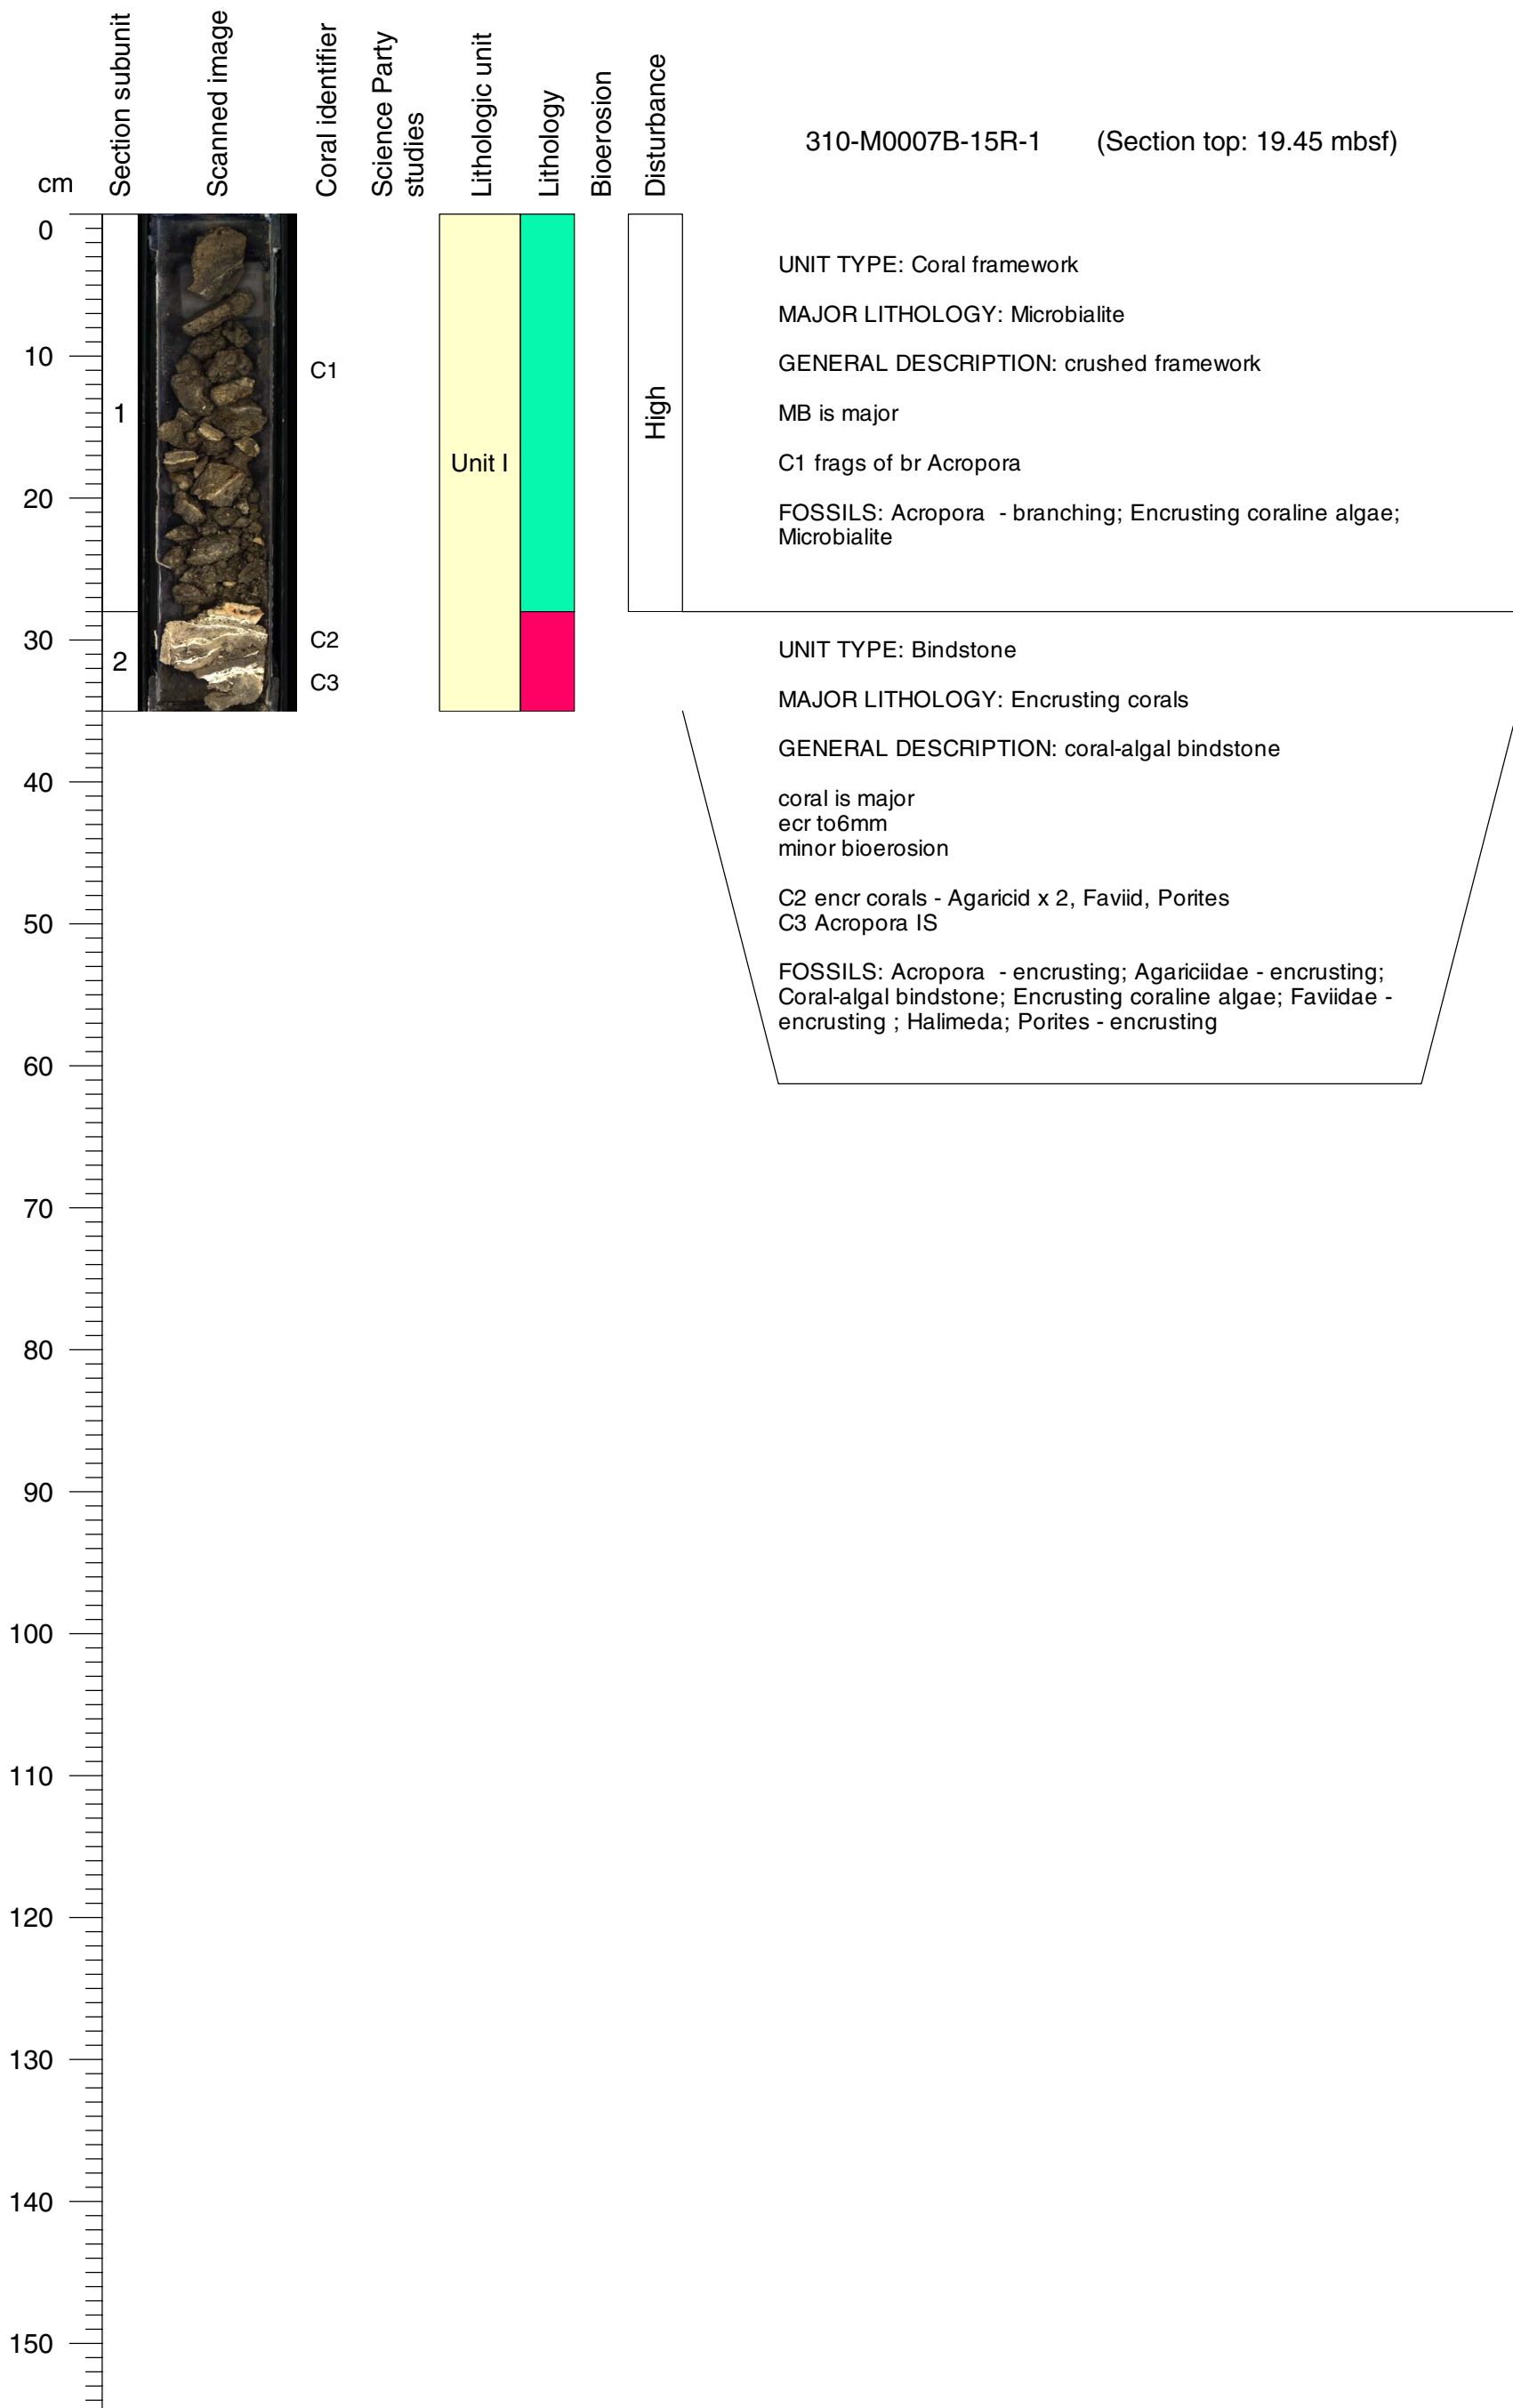 Section subunit
Scanned image
Coral identifier
Science Party
studies
Lithologic unit
Lithology
Bioerosion
Disturbance
310-M0007B-15R-1 (Section top: 19.45 mbsf)
cm
0
10
20
30
40
50
60
70
80
90
100
110
120
130
140
150
1
2
C1
C2
C3
Unit I
High
UNIT TYPE: Coral framework
MAJOR LITHOLOGY: Microbialite
GENERAL DESCRIPTION: crushed framework
MB is major
C1 frags of br Acropora
FOSSILS: Acropora - branching; Encrusting coraline algae;
Microbialite
UNIT TYPE: Bindstone
MAJOR LITHOLOGY: Encrusting corals
GENERAL DESCRIPTION: coral-algal bindstone
coral is major
ecr to6mm
minor bioerosion
C2 encr corals - Agaricid x 2, Faviid, Porites
C3 Acropora IS
FOSSILS: Acropora - encrusting; Agariciidae - encrusting;
Coral-algal bindstone; Encrusting coraline algae; Faviidae -
encrusting ; Halimeda; Porites - encrusting